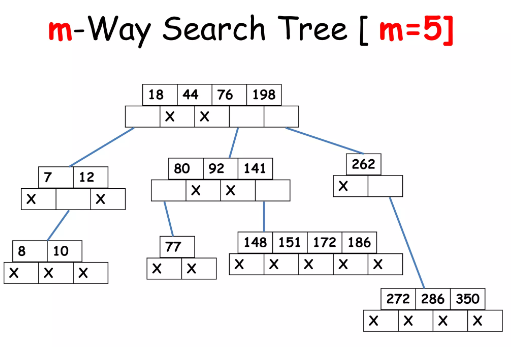 m-Way Search Tree [ m=5]
18 44 76 198
X X
7 12
X X
80 92 141
X X
262
X
8 10
X X X
77
X X
148 151 172 186
X X X X X
272 286 350
X X X X